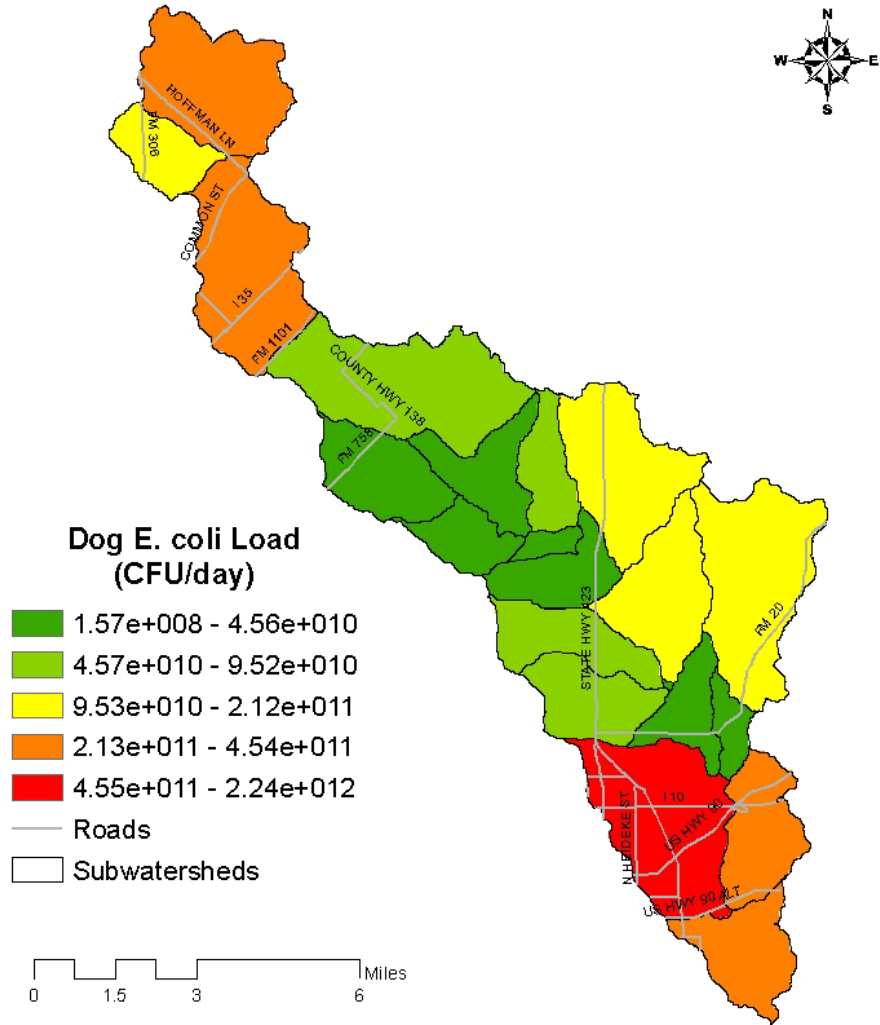 N
W E
S
HOFFMAN LN
FM 306
COMMON ST
I 35
FM 1101
COUNTY HWY 138
FM 758
STATE HWY 123
RM 20
Dog E. coli Load
(CFU/day)
1.57e+008 - 4.56e+010
4.57e+010 - 9.52e+010
9.53e+010 - 2.12e+011
2.13e+011 - 4.54e+011
4.55e+011 - 2.24e+012
Roads
Subwatersheds
I 10
US HWY 90
N HEIDEKE ST
US HWY 90 ALT
Miles
0 1.5 3 6